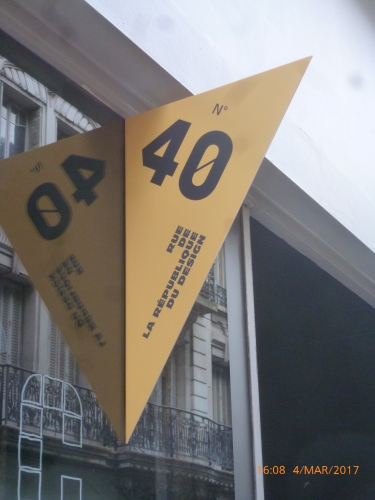 N°
40
RUE
DE
LA RÉPUBLIQUE
DU DESIGN
16:08 4/MAR/2017